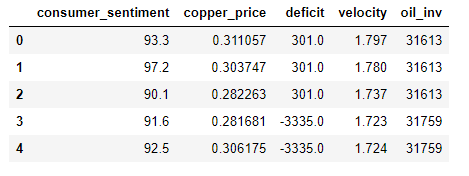 consumer_sentiment copper_price deficit velocity oil_inv
0 93.3 0.311057 301.0 1.797 31613
1 97.2 0.303747 301.0 1.780 31613
2 90.1 0.282263 301.0 1.737 31613
3 91.6 0.281681 -3335.0 1.723 31759
4 92.5 0.306175 -3335.0 1.724 31759